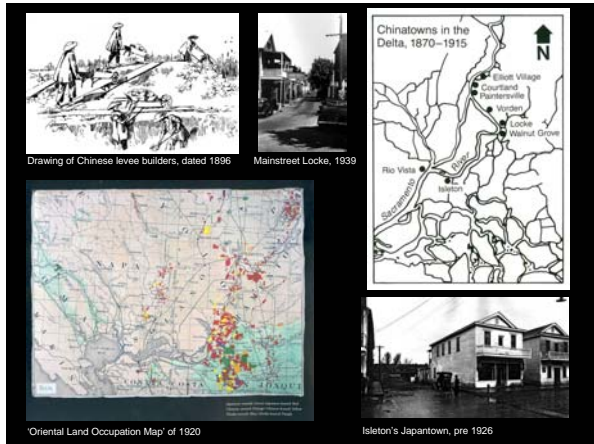 Drawing of Chinese levee builders, dated 1896
Mainstreet Locke, 1939
Chinatowns in the
Delta, 1870–1915
N
Elliott Village
Courtland
Paintersville
Vorden
Locke
Walnut Grove
Rio Vista
River
Isleton
Sacramento
NAPA
CONTRA COSTA
JOAQUI
'Oriental Land Occupation Map' of 1920
Isleton's Japantown, pre 1926